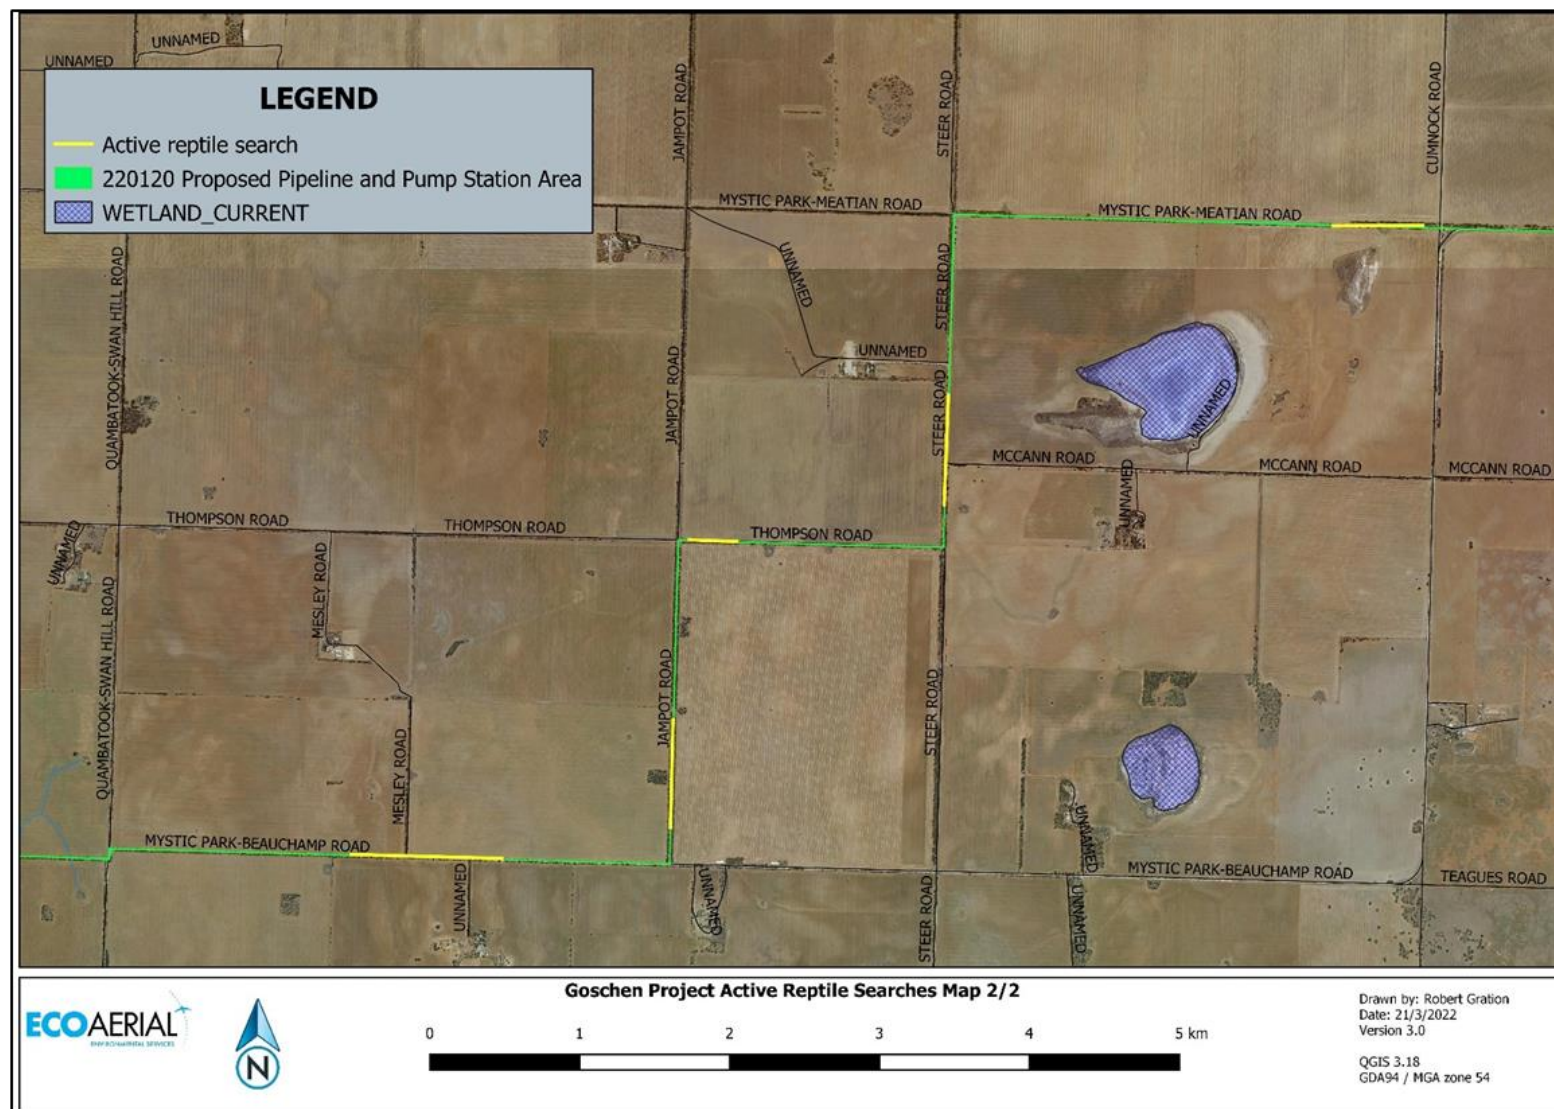 UNNAMED
UNNAMED
LEGEND
Active reptile search
220120 Proposed Pipeline and Pump Station Area
WETLAND_CURRENT
JAMPOT ROAD
STEER ROAD
CUMNOCK ROAD
MYSTIC PARK-MEATIAN ROAD
MYSTIC PARK-MEATIAN ROAD
QUAMBATOOK-SWAN HILL ROAD
UNNAMED
STEER ROAD
UNNAMED
JAMPOT ROAD
STEER ROAD
UNNAMED
MCCANN ROAD
MCCANN ROAD
MCCANN ROAD
UNNAMED
THOMPSON ROAD
THOMPSON ROAD
THOMPSON ROAD
UNNAMED
MESLEY ROAD
QUAMBATOOK-SWAN HILL ROAD
JAMPOT ROAD
STEER ROAD
MESLEY ROAD
UNNAMED
MYSTIC PARK-BEAUCHAMP ROAD
MYSTIC PARK-BEAUCHAMP ROAD
TEAGUES ROAD
UNNAMED
UNNAMED
STEER ROAD
UNNAMED
Goschen Project Active Reptile Searches Map 2/2
ECOAERIAL
ENVIRONMENTAL SERVICES
N
0 1 2 3 4 5 km
Drawn by: Robert Gration
Date: 21/3/2022
Version 3.0
QGIS 3.18
GDA94 / MGA zone 54